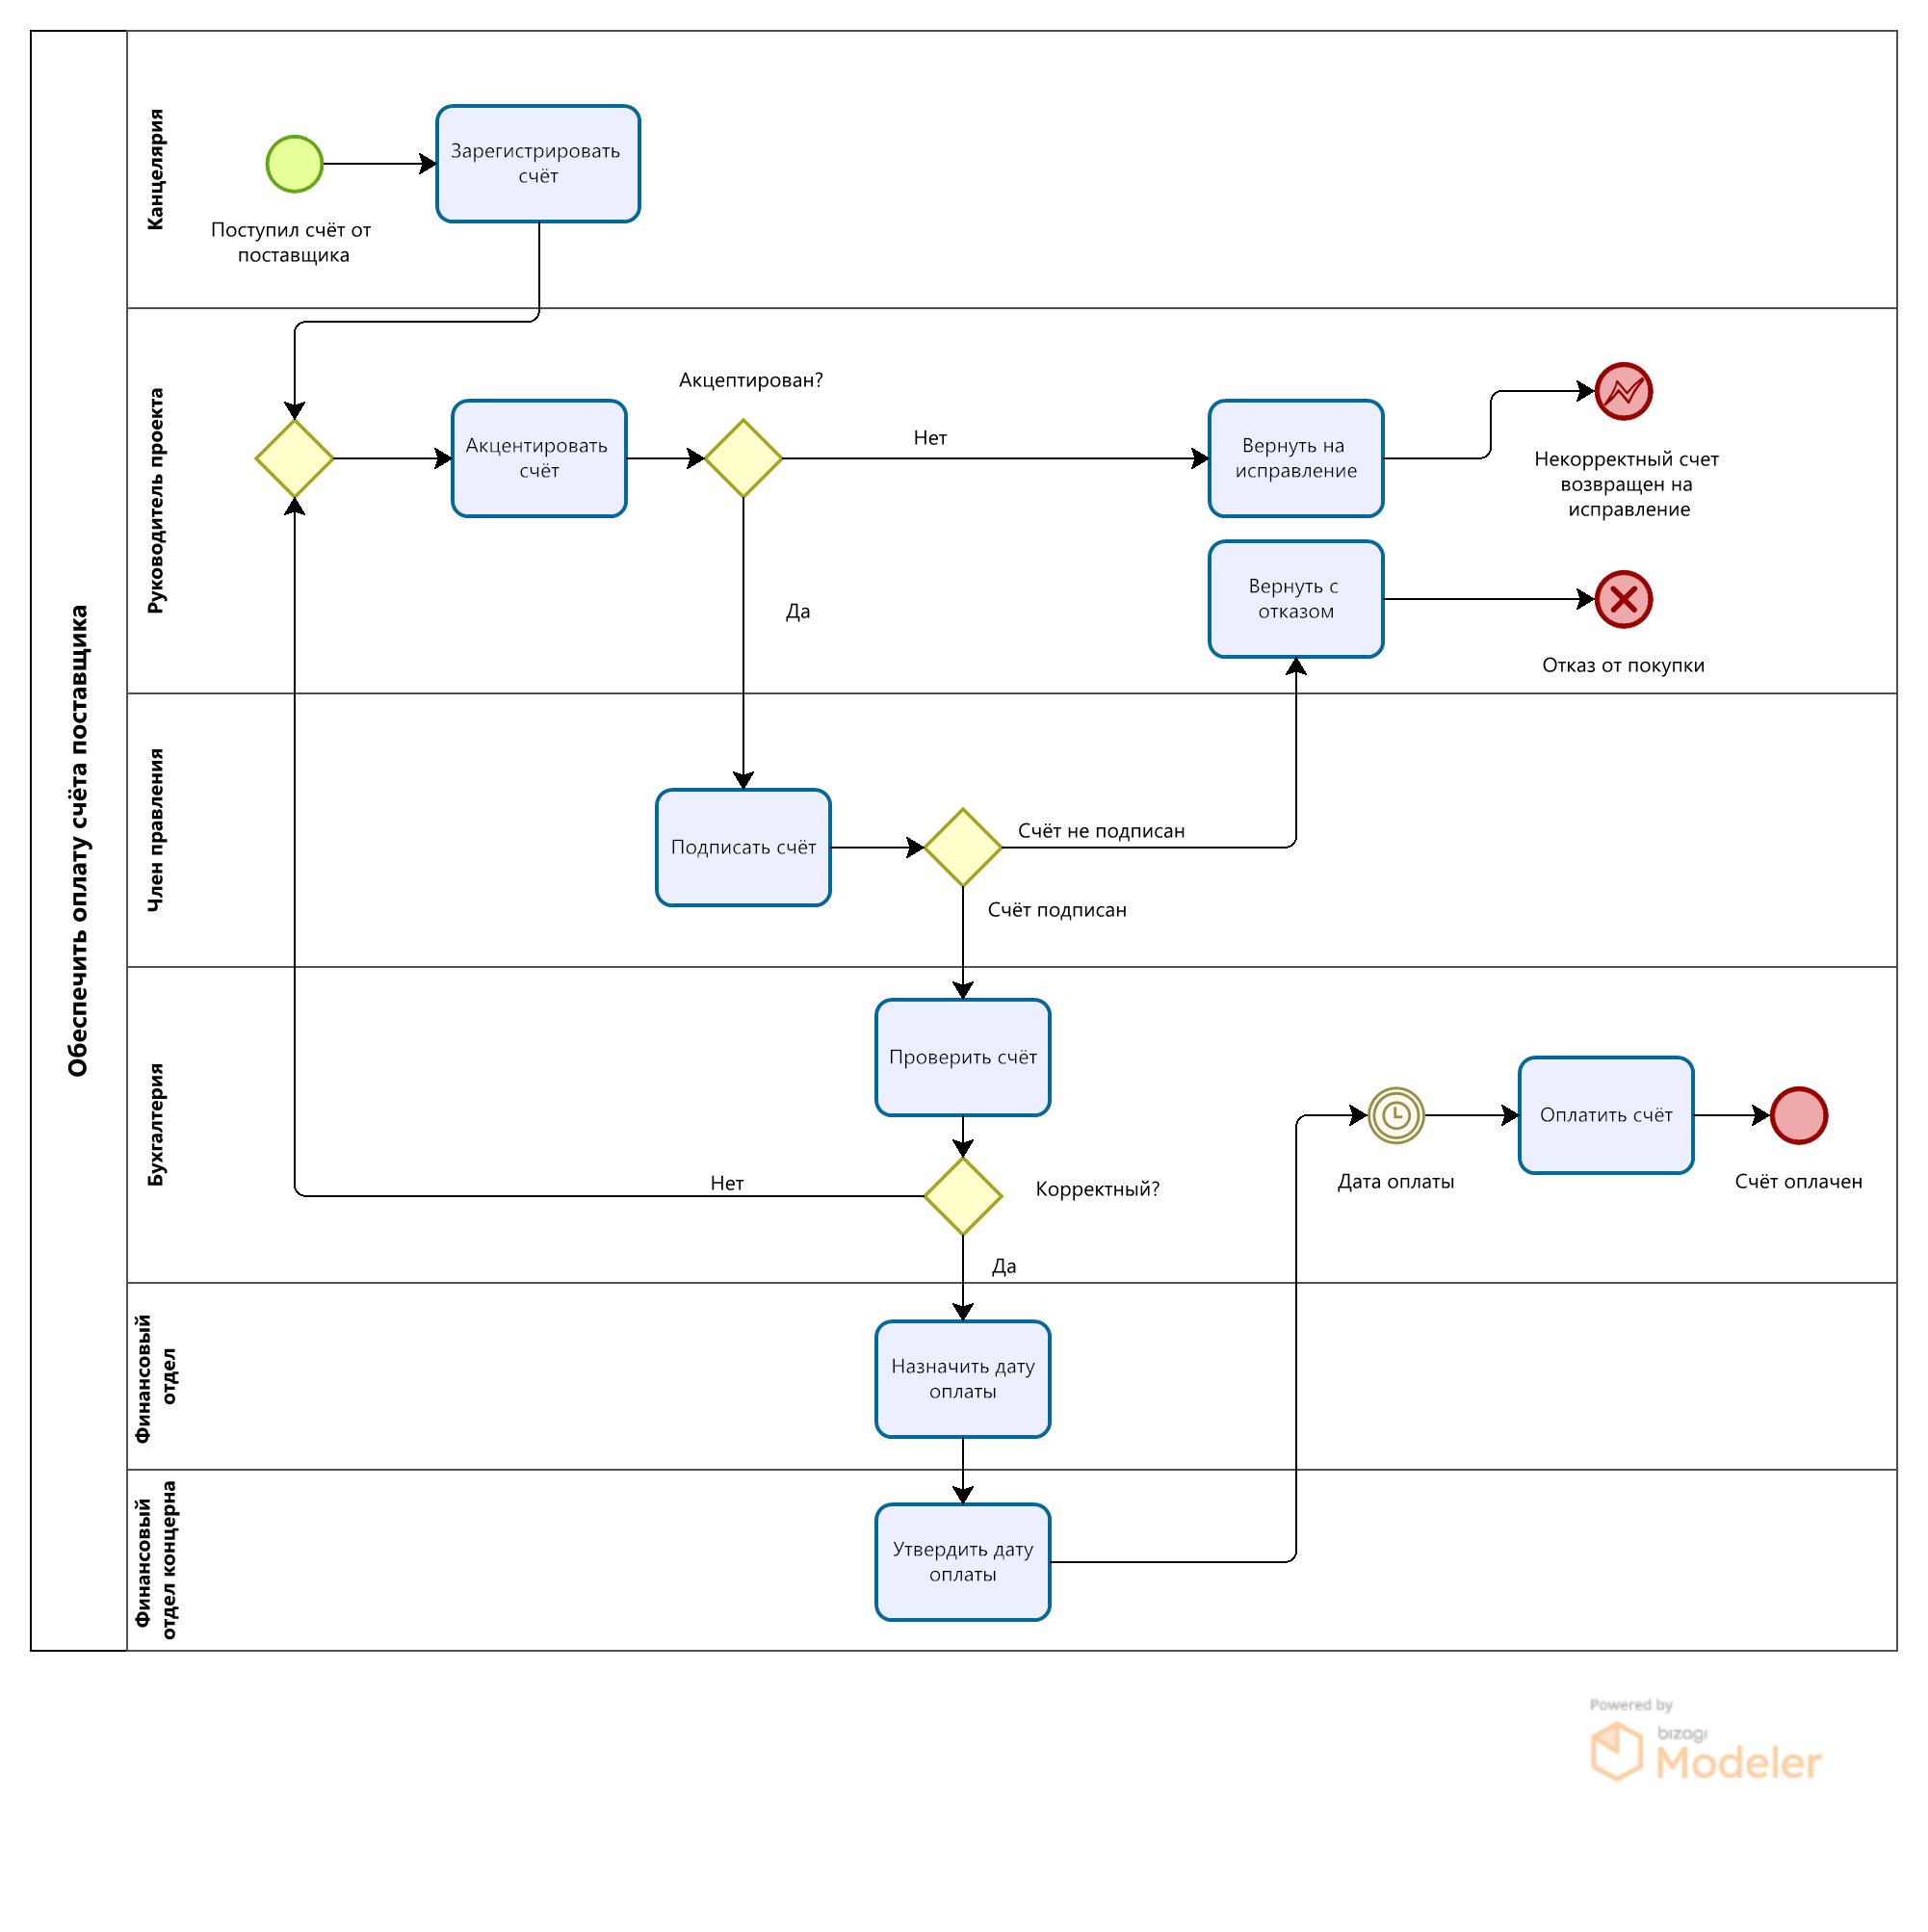 Обеспечить оплату счёта поставщика
Канцелярия
Поступил счёт от
поставщика
Зарегистрировать
счёт
Руководитель проекта
Акцентировать
счёт
Акцептирован?
Нет
Да
Вернуть на
исправление
Некорректный счет
возвращен на
исправление
Вернуть с
отказом
Отказ от покупки
Член правления
Подписать счёт
Счёт не подписан
Счёт подписан
Бухгалтерия
Проверить счёт
Корректный?
Нет
Да
Дата оплаты
Оплатить счёт
Счёт оплачен
Финансовый
отдел
Назначить дату
оплаты
Финансовый
отдел концерна
Утвердить дату
оплаты
Powered by
bizagi
Modeler